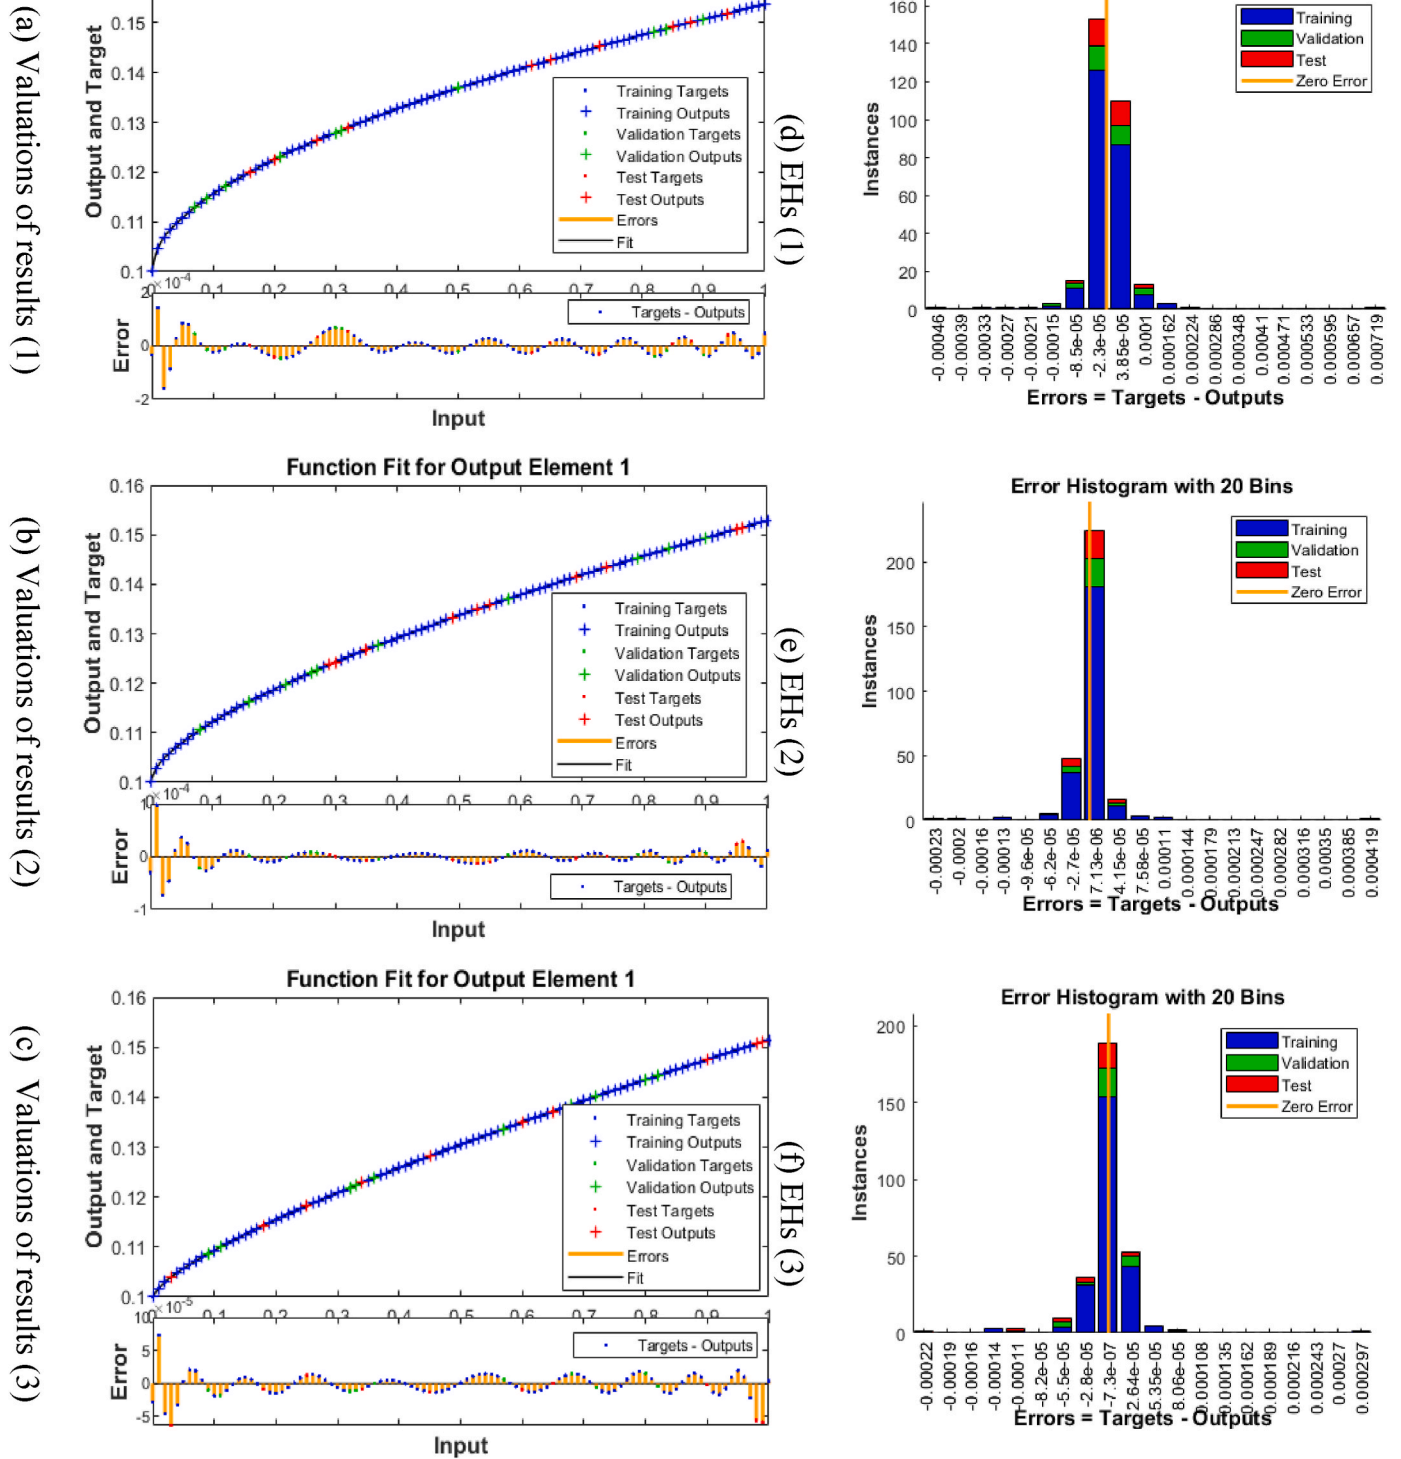 (a) Valuations of results (1)
Output and Target
0.15
0.14
0.13
0.12
0.11
0.1
Training Targets
Training Outputs
Validation Targets
Validation Outputs
Test Targets
Test Outputs
Errors
Fit
0.1 0.2 0.3 0.4 0.5 0.6 0.7 0.8 0.9 1
×10⁻⁴
Error
2
0
-2
Targets - Outputs
Input
(d) EHs (1)
Instances
160
140
120
100
80
60
40
20
0
Training
Validation
Test
Zero Error
-0.00046
-0.00039
-0.00033
-0.00027
-0.00021
-0.00015
-8.5e-05
-2.3e-05
3.85e-05
0.0001
0.000162
0.000224
0.000286
0.000348
0.00041
0.000471
0.000533
0.000595
0.000657
0.000719
Errors = Targets - Outputs
(b) Valuations of results (2)
Function Fit for Output Element 1
Output and Target
0.16
0.15
0.14
0.13
0.12
0.11
0.1
Training Targets
Training Outputs
Validation Targets
Validation Outputs
Test Targets
Test Outputs
Errors
Fit
0.1 0.2 0.3 0.4 0.5 0.6 0.7 0.8 0.9 1
×10⁻⁴
Error
1
0
-1
Targets - Outputs
Input
(e) EHs (2)
Error Histogram with 20 Bins
Instances
200
150
100
50
0
Training
Validation
Test
Zero Error
-0.00023
-0.0002
-0.00016
-0.00013
-9.6e-05
-6.2e-05
-2.7e-05
7.13e-06
4.15e-05
7.58e-05
0.00011
0.000144
0.000179
0.000213
0.000247
0.000282
0.000316
0.00035
0.000385
0.000419
Errors = Targets - Outputs
(c) Valuations of results (3)
Function Fit for Output Element 1
Output and Target
0.16
0.15
0.14
0.13
0.12
0.11
0.1
Training Targets
Training Outputs
Validation Targets
Validation Outputs
Test Targets
Test Outputs
Errors
Fit
0.1 0.2 0.3 0.4 0.5 0.6 0.7 0.8 0.9 1
×10⁻⁵
Error
10
5
0
-5
Targets - Outputs
Input
(f) EHs (3)
Error Histogram with 20 Bins
Instances
200
150
100
50
0
Training
Validation
Test
Zero Error
-0.00022
-0.00019
-0.00016
-0.00014
-0.00011
-8.2e-05
-5.5e-05
-2.8e-05
-7.3e-07
2.64e-05
5.35e-05
8.06e-05
0.000108
0.000135
0.000162
0.000189
0.000216
0.000243
0.00027
0.000297
Errors = Targets - Outputs